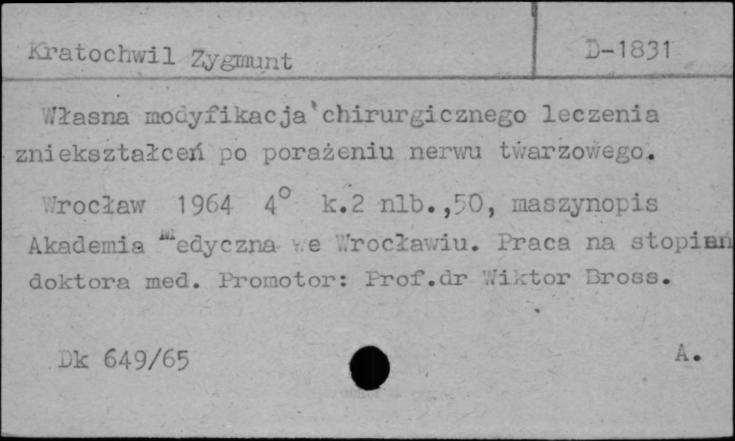 Kratochwil Zygmunt D-1831
Własna modyfikacja chirurgicznego leczenia
zniekształceń po porażeniu nerwu twarzowego.
Wrocław 1964 4° k.2 nlb.,50, maszynopis
Akademia Medyczna we Wrocławiu. Praca na stopień
doktora med. Promotor: Prof.dr Wiktor Bross.
Dk 649/65 A.